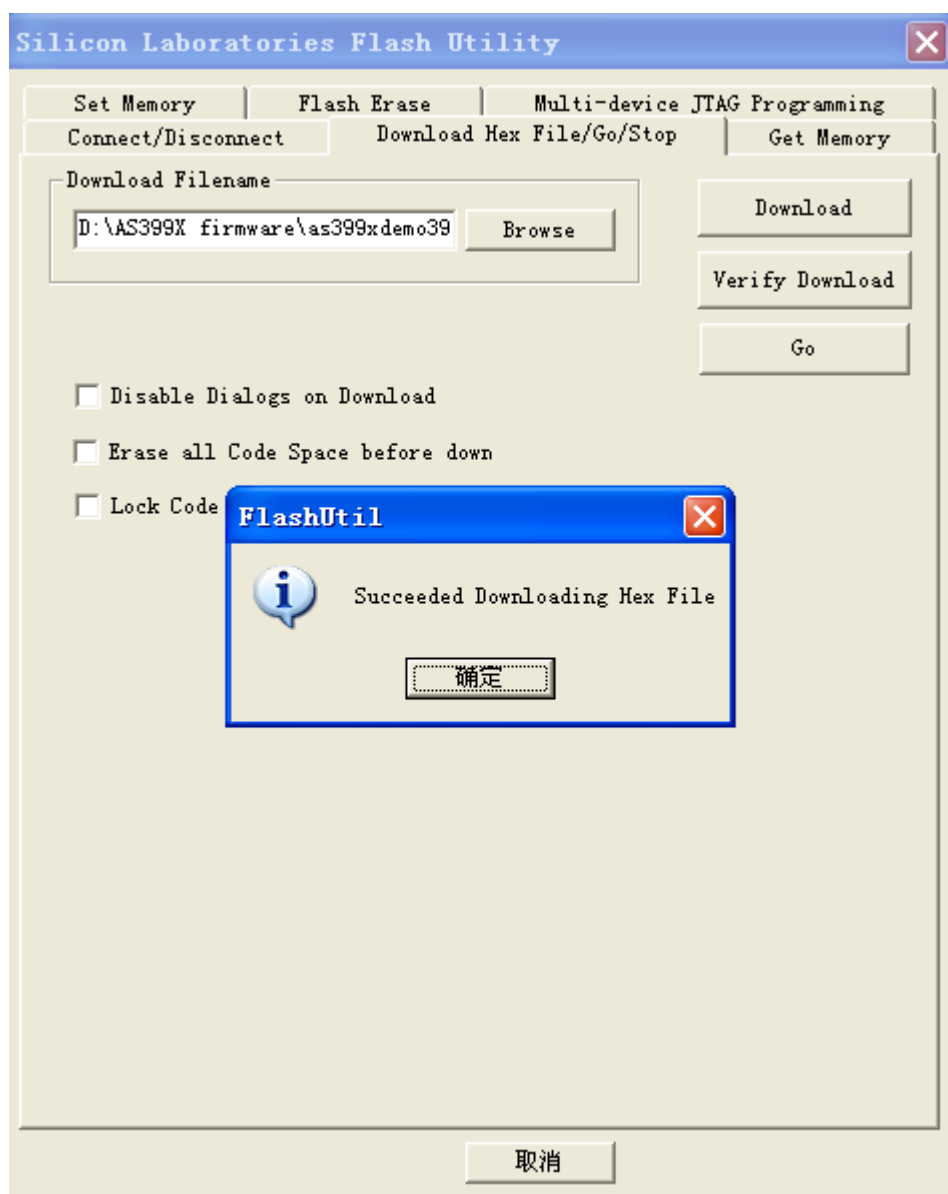 Silicon Laboratories Flash Utility
Set Memory
Flash Erase
Multi-device JTAG Programming
Connect/Disconnect
Download Hex File/Go/Stop
Get Memory
Download Filename
D:\AS399X firmware\as399xdemo39
Browse
Download
Verify Download
Go
Disable Dialogs on Download
Erase all Code Space before down
Lock Code
FlashUtil
Succeeded Downloading Hex File
确定
取消